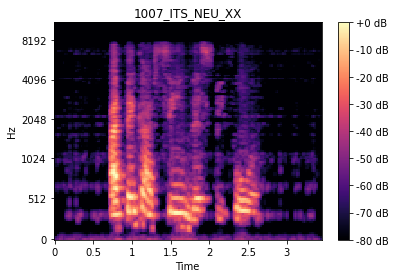 1007_ITS_NEU_XX
+0 dB
8192
-10 dB
4096
-20 dB
-30 dB
2048
Hz
-40 dB
1024
-50 dB
512
-60 dB
-70 dB
0
-80 dB
0 0.5 1 1.5 2 2.5 3
Time